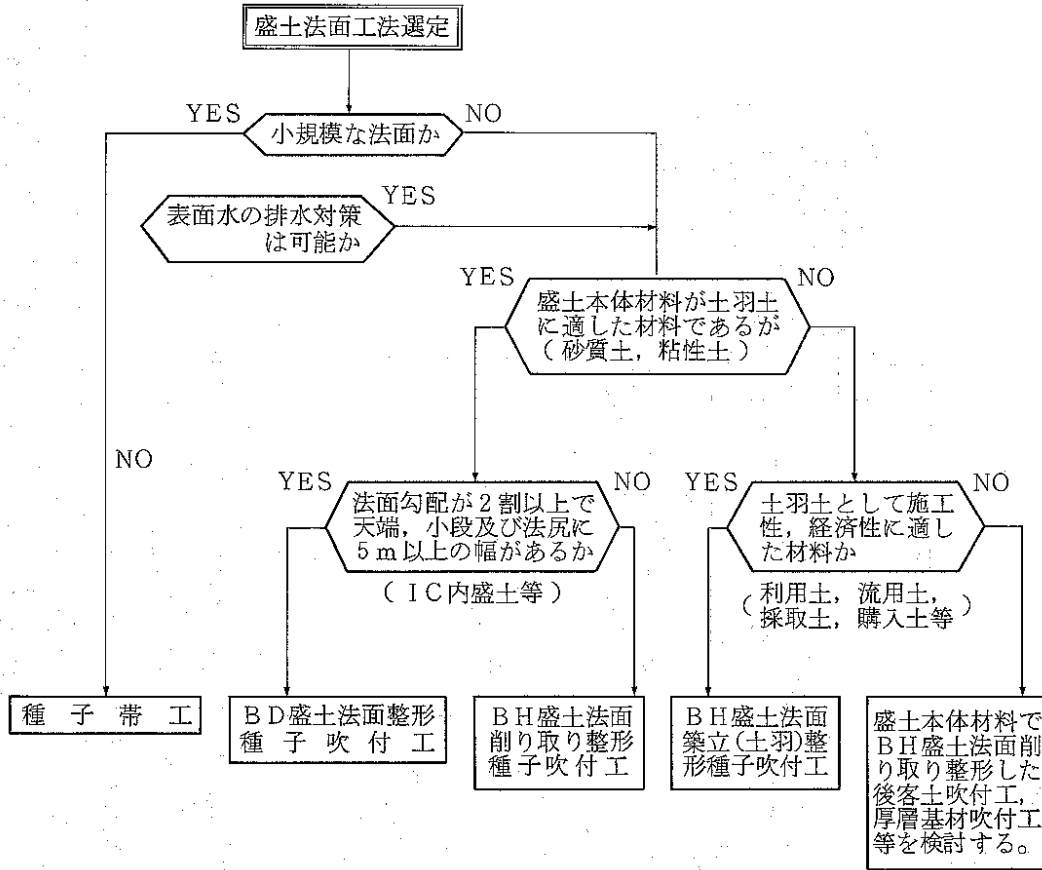 盛土法面工法選定
YES
NO
小規模な法面か
YES
表面水の排水対策
は可能か
YES
NO
盛土本体材料が土羽土
に適した材料であるが
(砂質土,粘性土)
NO
YES
NO
法面勾配が2割以上で
天端,小段及び法尻に
5m以上の幅があるか
(IC内盛土等)
YES
NO
土羽土として施工
性,経済性に適し
た材料か
(利用土,流用土,
採取土,購入土等)
種子帯工
BD盛土法面整形
種子吹付工
BH盛土法面
削り取り整形
種子吹付工
BH盛土法面
築立(土羽)整
形種子吹付工
盛土本体材料で
BH盛土法面削
り取り整形した
後客土吹付工,
厚層基材吹付工
等を検討する。